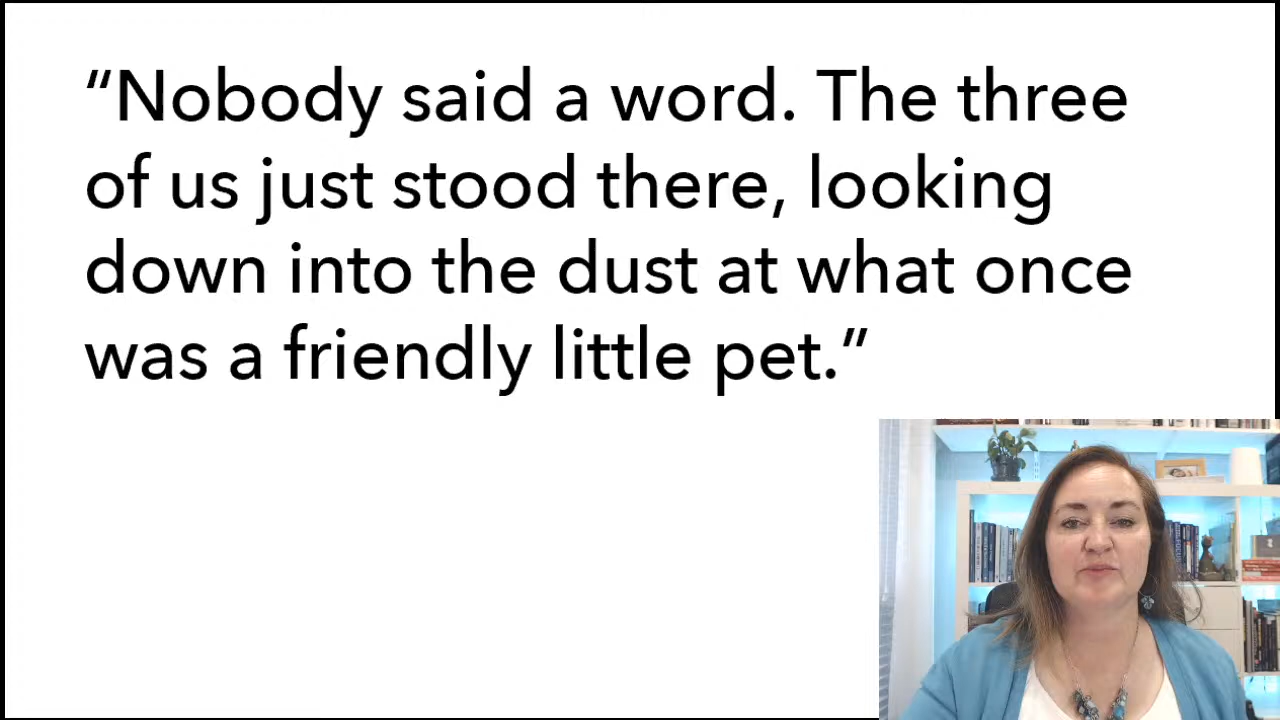 “Nobody said a word. The three
of us just stood there, looking
down into the dust at what once
was a friendly little pet.”